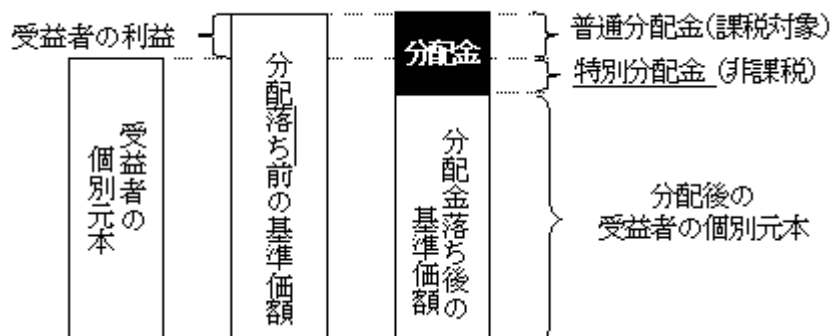 受益者の利益
受益者の
個別元本
分配落ち前の基準価額
分配金
分配金落ち後の
基準価額
普通分配金(課税対象)
特別分配金 (非課税)
分配後の
受益者の個別元本